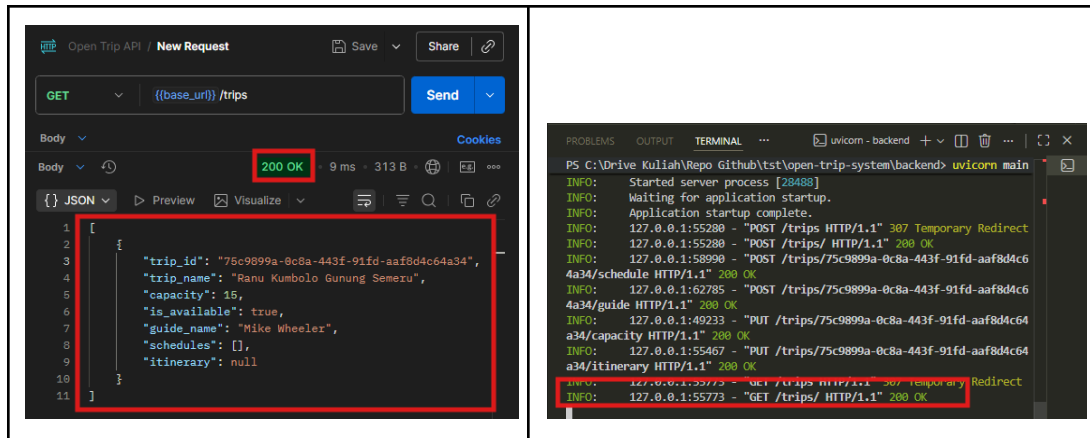 HTTP Open Trip API / New Request Save Share
GET {{base_url}} /trips Send
Body Cookies
Body 200 OK 9 ms 313 B e.g.
{} JSON Preview Visualize
1 [
2 {
3 "trip_id": "75c9899a-0c8a-443f-91fd-aaf8d4c64a34",
4 "trip_name": "Ranu Kumbolo Gunung Semeru",
5 "capacity": 15,
6 "is_available": true,
7 "guide_name": "Mike Wheeler",
8 "schedules": [],
9 "itinerary": null
10 }
11 ]
PROBLEMS OUTPUT TERMINAL ··· uvicorn - backend
PS C:\Drive Kuliah\Repo Github\tst\open-trip-system\backend> uvicorn main
INFO: Started server process [28488]
INFO: Waiting for application startup.
INFO: Application startup complete.
INFO: 127.0.0.1:55280 - "POST /trips HTTP/1.1" 307 Temporary Redirect
INFO: 127.0.0.1:55280 - "POST /trips/ HTTP/1.1" 200 OK
INFO: 127.0.0.1:58990 - "POST /trips/75c9899a-0c8a-443f-91fd-aaf8d4c6
4a34/schedule HTTP/1.1" 200 OK
INFO: 127.0.0.1:62785 - "POST /trips/75c9899a-0c8a-443f-91fd-aaf8d4c6
4a34/guide HTTP/1.1" 200 OK
INFO: 127.0.0.1:49233 - "PUT /trips/75c9899a-0c8a-443f-91fd-aaf8d4c64
a34/capacity HTTP/1.1" 200 OK
INFO: 127.0.0.1:55467 - "PUT /trips/75c9899a-0c8a-443f-91fd-aaf8d4c64
a34/itinerary HTTP/1.1" 200 OK
INFO: 127.0.0.1:55773 - "GET /trips HTTP/1.1" 307 Temporary Redirect
INFO: 127.0.0.1:55773 - "GET /trips/ HTTP/1.1" 200 OK